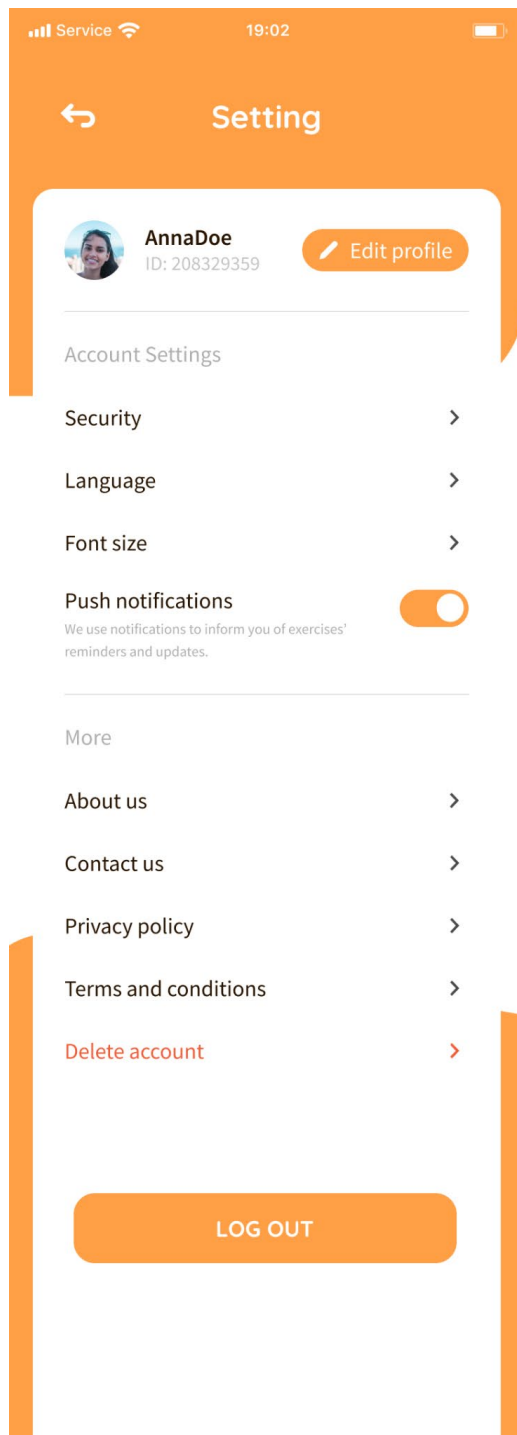 Service 19:02
Setting
AnnaDoe
ID: 208329359
Edit profile
Account Settings
Security
Language
Font size
Push notifications
We use notifications to inform you of exercises'
reminders and updates.
More
About us
Contact us
Privacy policy
Terms and conditions
Delete account
LOG OUT